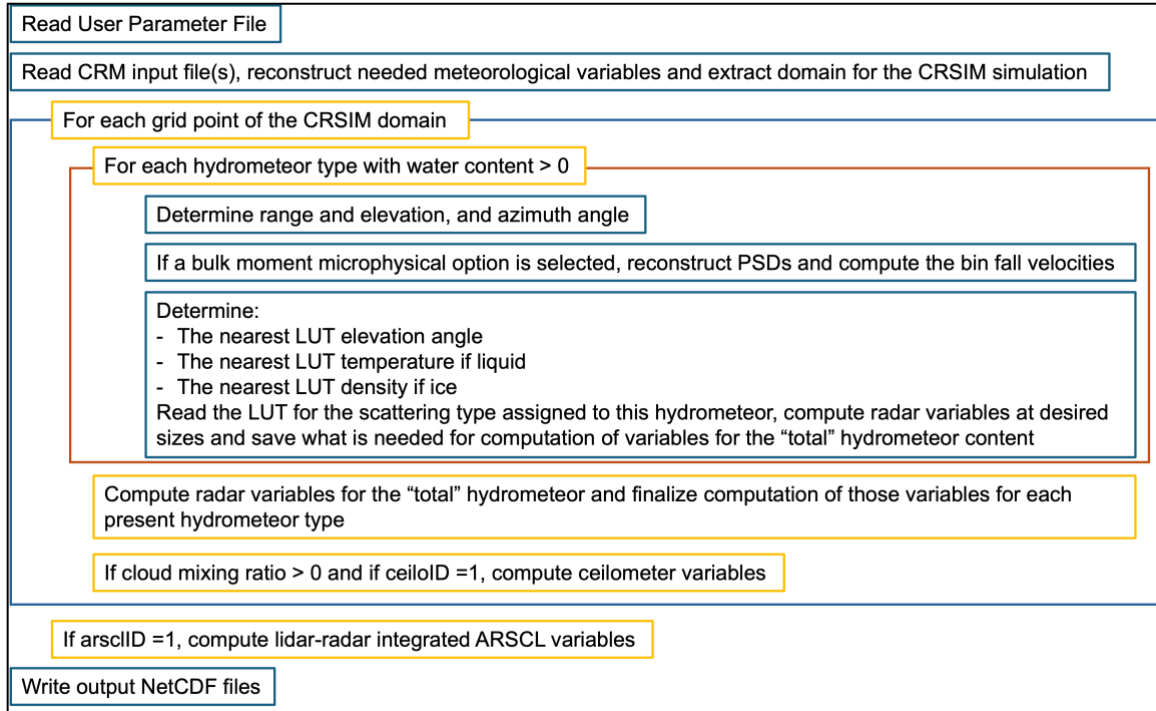 Read User Parameter File
Read CRM input file(s), reconstruct needed meteorological variables and extract domain for the CRSIM simulation
For each grid point of the CRSIM domain
For each hydrometeor type with water content > 0
Determine range and elevation, and azimuth angle
If a bulk moment microphysical option is selected, reconstruct PSDs and compute the bin fall velocities
Determine:
- The nearest LUT elevation angle
- The nearest LUT temperature if liquid
- The nearest LUT density if ice
Read the LUT for the scattering type assigned to this hydrometeor, compute radar variables at desired
sizes and save what is needed for computation of variables for the “total” hydrometeor content
Compute radar variables for the “total” hydrometeor and finalize computation of those variables for each
present hydrometeor type
If cloud mixing ratio > 0 and if ceiloID =1, compute ceilometer variables
If arsclID =1, compute lidar-radar integrated ARSCL variables
Write output NetCDF files